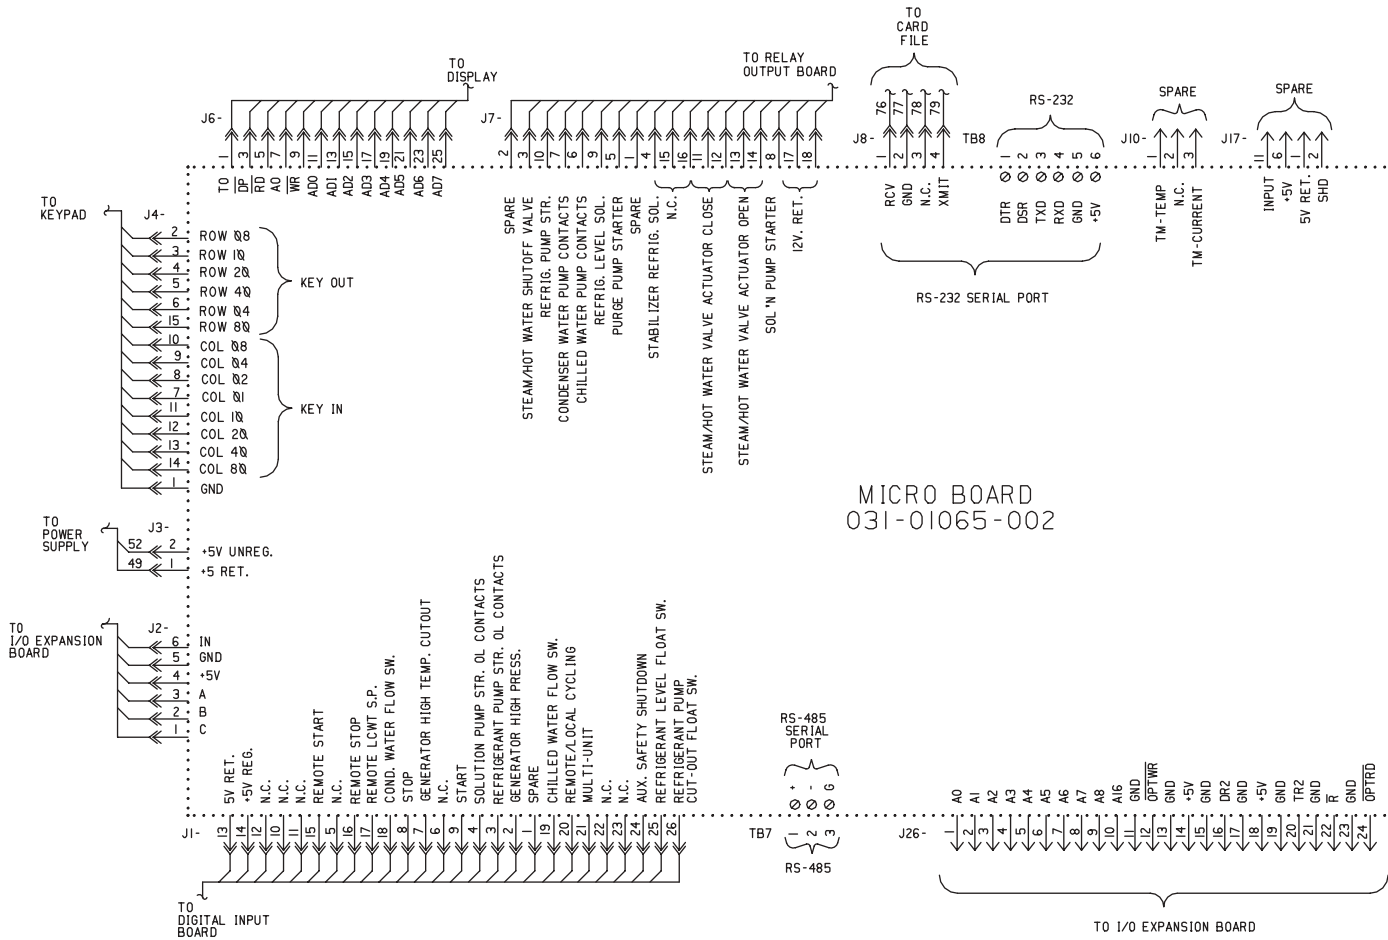 TO
DISPLAY
J6-
1 3 5 7 9 11 13 15 17 19 21 23 25
T0
DP
RD
A0
WR
AD0
AD1
AD2
AD3
AD4
AD5
AD6
AD7
TO RELAY
OUTPUT BOARD
J7-
2 3 10 7 6 9 5 1 4 15 16 11 12 13 14 8 17 18
SPARE
STEAM/HOT WATER SHUTOFF VALVE
REFRIG. PUMP STR.
CONDENSER WATER PUMP CONTACTS
CHILLED WATER PUMP CONTACTS
REFRIG. LEVEL SOL.
PURGE PUMP STARTER
SPARE
STABILIZER REFRIG. SOL.
N.C.
STEAM/HOT WATER VALVE ACTUATOR CLOSE
STEAM/HOT WATER VALVE ACTUATOR OPEN
SOL'N PUMP STARTER
12V. RET.
TO
CARD
FILE
76 77 78 79
J8-
1 2 3 4
RCV
GND
N.C.
XMIT
RS-232
TB8
1 2 3 4 5 6
DTR
DSR
TXD
RXD
GND
+5V
RS-232 SERIAL PORT
SPARE
J10-
1 2 3
TM-TEMP
N.C.
TM-CURRENT
SPARE
J17-
11 6 1 2
INPUT
+5V
5V RET.
SHD
TO
KEYPAD
J4-
2 ROW 08
3 ROW 10
4 ROW 20
5 ROW 40
6 ROW 04
15 ROW 80
KEY OUT
10 COL 08
9 COL 04
8 COL 02
7 COL 01
11 COL 10
12 COL 20
13 COL 40
14 COL 80
KEY IN
1 GND
MICRO BOARD
031-01065-002
TO
POWER
SUPPLY
J3-
52 2 +5V UNREG.
49 1 +5 RET.
TO
I/O EXPANSION
BOARD
J2-
6 IN
5 GND
4 +5V
3 A
2 B
1 C
5V RET.
+5V REG.
N.C.
N.C.
N.C.
REMOTE START
N.C.
REMOTE STOP
REMOTE LCWT S.P.
COND. WATER FLOW SW.
STOP
GENERATOR HIGH TEMP. CUTOUT
N.C.
START
SOLUTION PUMP STR. OL CONTACTS
REFRIGERANT PUMP STR. OL CONTACTS
GENERATOR HIGH PRESS.
SPARE
CHILLED WATER FLOW SW.
REMOTE/LOCAL CYCLING
MULTI-UNIT
N.C.
N.C.
AUX. SAFETY SHUTDOWN
REFRIGERANT LEVEL FLOAT SW.
REFRIGERANT PUMP
CUT-OUT FLOAT SW.
J1-
13 14 12 10 11 15 5 16 17 18 8 7 6 9 4 3 2 1 19 20 21 22 23 24 25 26
TO
DIGITAL INPUT
BOARD
RS-485
SERIAL
PORT
+ - G
TB7
1 2 3
RS-485
A0
A1
A2
A3
A4
A5
A6
A7
A8
A16
GND
OPTWR
GND
+5V
GND
DR2
GND
+5V
GND
TR2
GND
R
GND
OPTRD
J26-
1 2 3 4 5 6 7 8 9 10 11 12 13 14 15 16 17 18 19 20 21 22 23 24
TO I/O EXPANSION BOARD